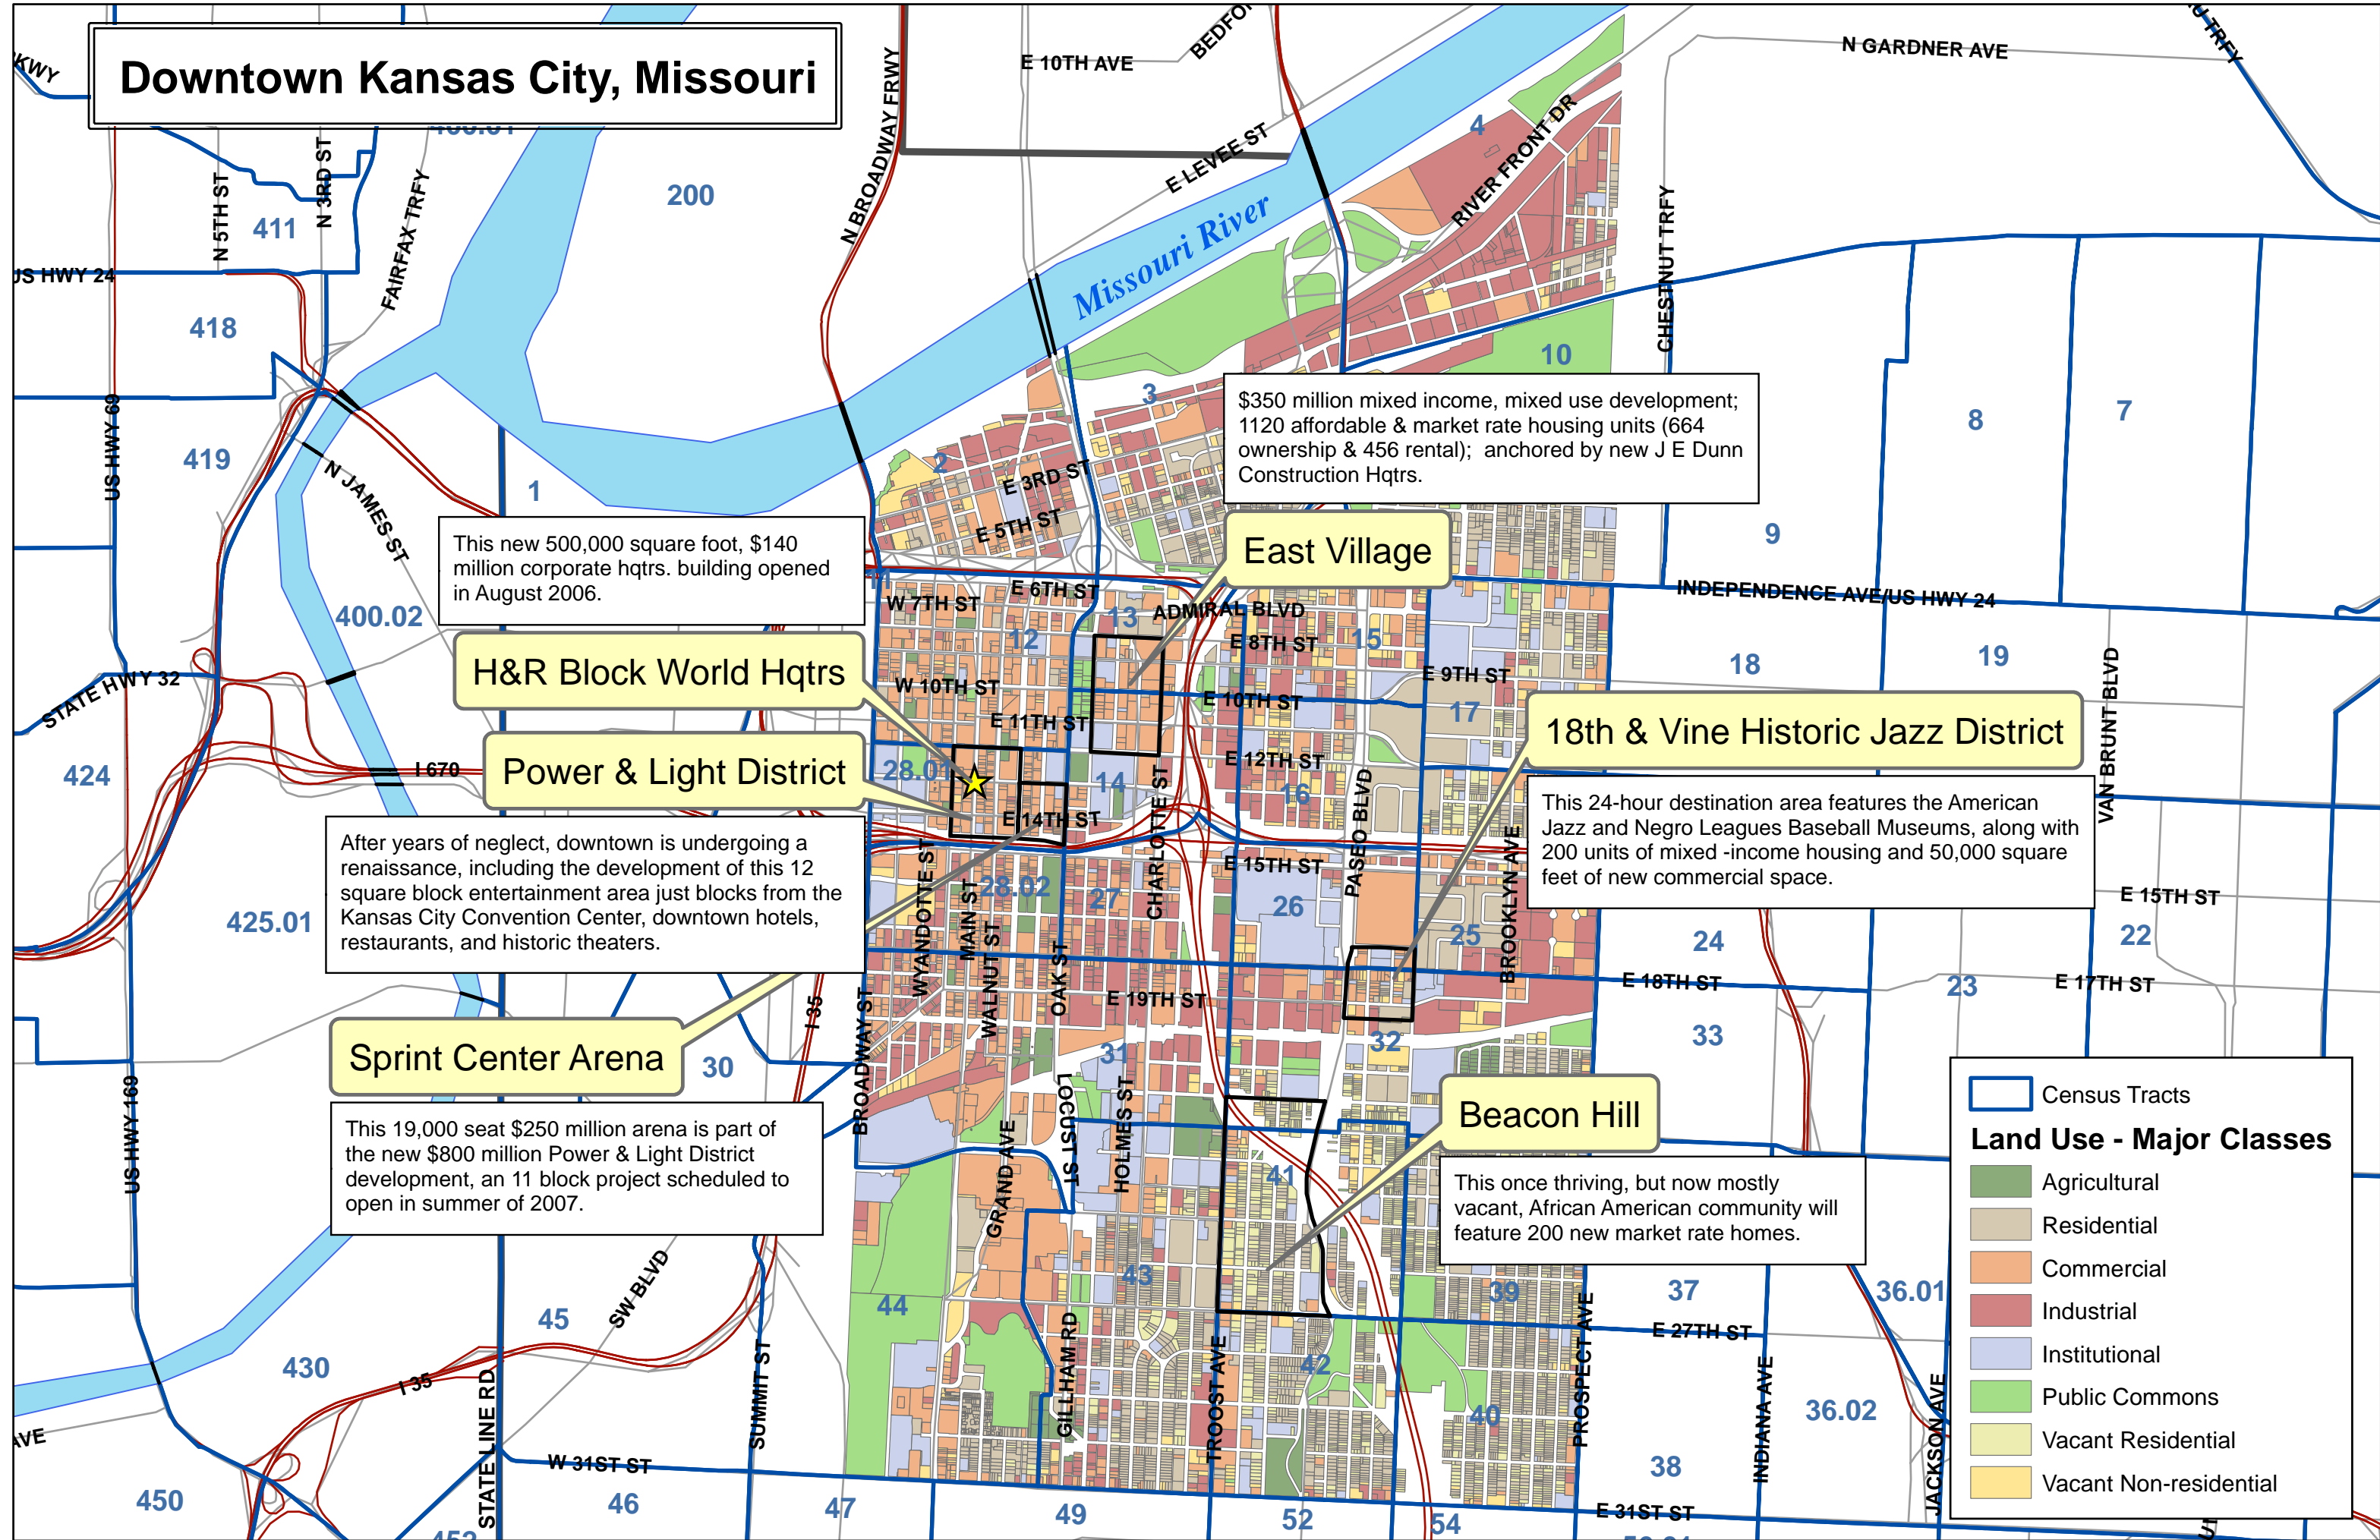 Downtown Kansas City, Missouri
KWY
E 10TH AVE
N GARDNER AVE
N BROADWAY FRWY
E LEVEE ST
Missouri River
RIVER FRONT DR
4
CHESTNUT TRFY
200
N 5TH ST
N 3RD ST
411
FAIRFAX TRFY
US HWY 24
418
US HWY 69
419
N JAMES ST
1
10
3
2
8
7
9
E 3RD ST
E 5TH ST
$350 million mixed income, mixed use development;
1120 affordable & market rate housing units (664
ownership & 456 rental);  anchored by new J E Dunn
Construction Hqtrs.
East Village
This new 500,000 square foot, $140
million corporate hqtrs. building opened
in August 2006.
11
E 6TH ST
W 7TH ST
ADMIRAL BLVD
INDEPENDENCE AVE/US HWY 24
400.02
12
13
E 8TH ST
15
18
19
H&R Block World Hqtrs
W 10TH ST
E 9TH ST
E 10TH ST
E 11TH ST
17
STATE HWY 32
VAN BRUNT BLVD
18th & Vine Historic Jazz District
424
I 670
Power & Light District
28.01
14
E 12TH ST
16
E 14TH ST
CHARLOTTE ST
PASEO BLVD
This 24-hour destination area features the American
Jazz and Negro Leagues Baseball Museums, along with
200 units of mixed -income housing and 50,000 square
feet of new commercial space.
After years of neglect, downtown is undergoing a
renaissance, including the development of this 12
square block entertainment area just blocks from the
Kansas City Convention Center, downtown hotels,
restaurants, and historic theaters.
WYANDOTTE ST
MAIN ST
WALNUT ST
OAK ST
28.02
27
E 15TH ST
26
BROOKLYN AVE
E 15TH ST
425.01
25
24
22
E 18TH ST
23
E 17TH ST
I 35
BROADWAY ST
E 19TH ST
32
33
31
30
Sprint Center Arena
US HWY 169
This 19,000 seat $250 million arena is part of
the new $800 million Power & Light District
development, an 11 block project scheduled to
open in summer of 2007.
LOCUST ST
HOLMES ST
GRAND AVE
41
Beacon Hill
This once thriving, but now mostly
vacant, African American community will
feature 200 new market rate homes.
SW BLVD
45
44
43
39
37
36.01
E 27TH ST
430
I 35
STATE LINE RD
SUMMIT ST
GILLHAM RD
TROOST AVE
42
40
PROSPECT AVE
INDIANA AVE
36.02
JACKSON AVE
AVE
W 31ST ST
38
450
46
47
49
52
54
E 31ST ST
Census Tracts
Land Use - Major Classes
Agricultural
Residential
Commercial
Industrial
Institutional
Public Commons
Vacant Residential
Vacant Non-residential